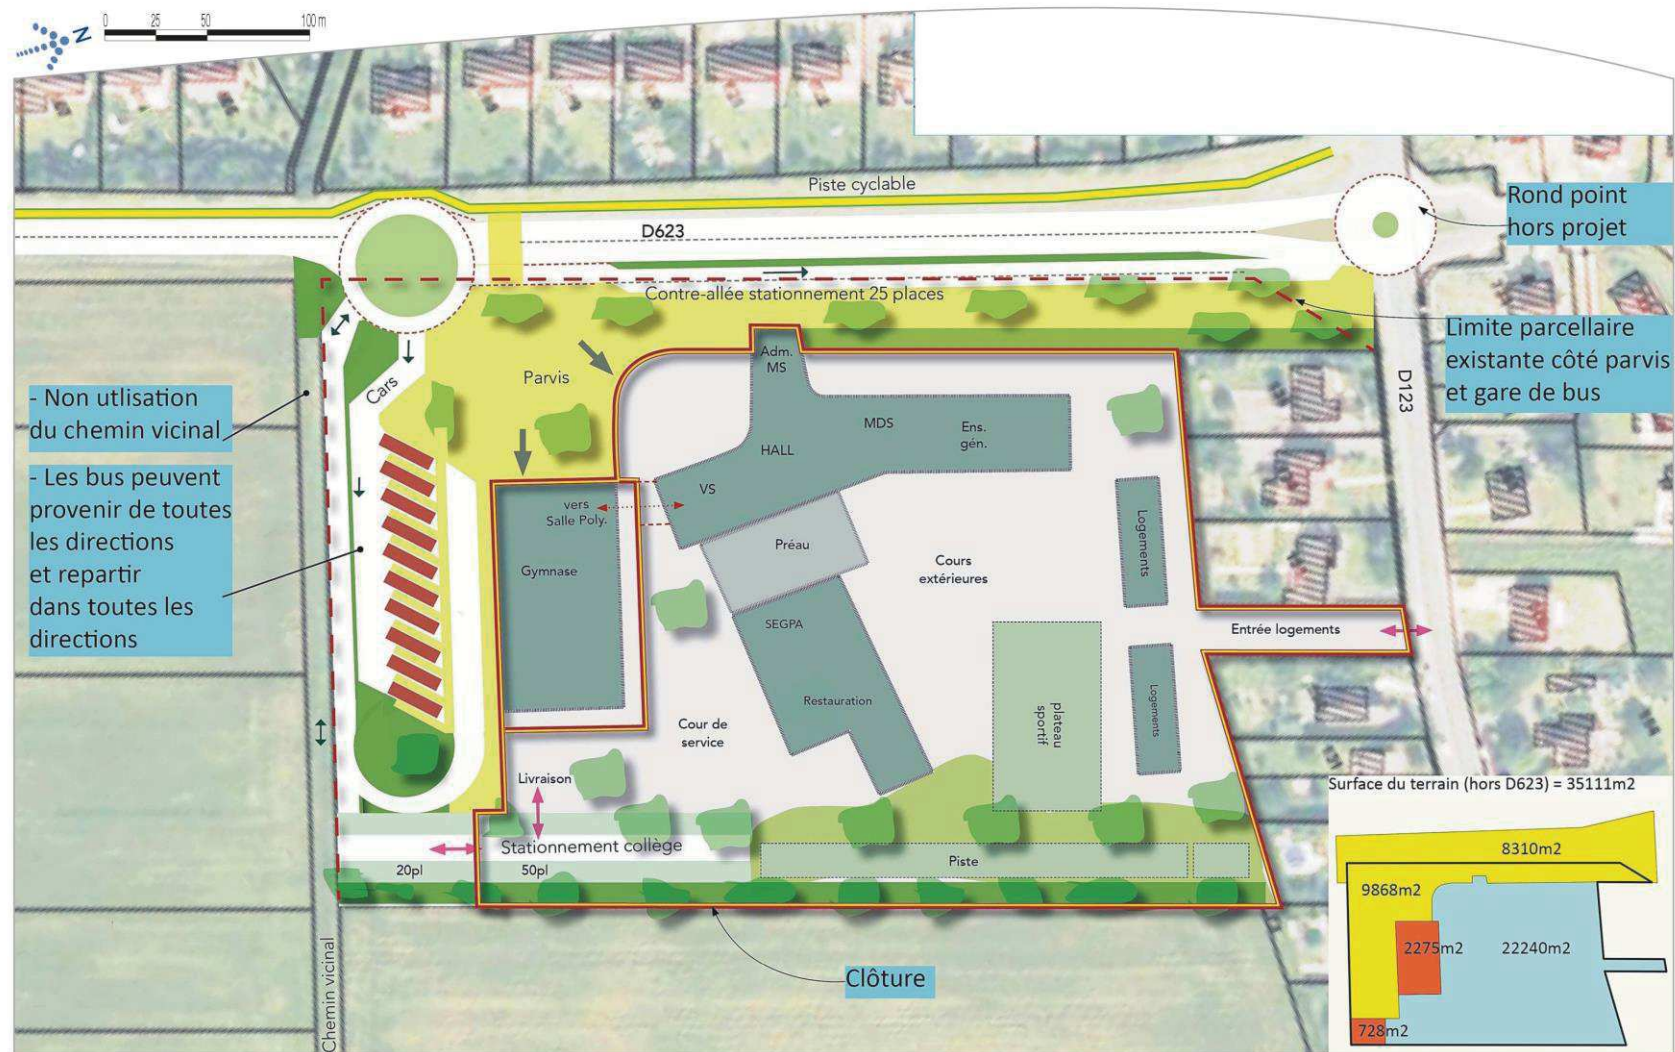 N
0 25 50 100 m
Piste cyclable
D623
Rond point
hors projet
Contre-allée stationnement 25 places
Limite parcellaire
existante côté parvis
et gare de bus
D123
- Non utlisation
du chemin vicinal
- Les bus peuvent
provenir de toutes
les directions
et repartir
dans toutes les
directions
Cars
Parvis
Adm.
MS
HALL
MDS
Ens.
gén.
VS
vers
Salle Poly.
Gymnase
Préau
Cours
extérieures
Logements
SEGPA
Restauration
Entrée logements
Cour de
service
plateau
sportif
Logements
Livraison
Stationnement collège
20pl
50pl
Piste
Chemin vicinal
Clôture
Surface du terrain (hors D623) = 35111m2
8310m2
9868m2
2275m2
22240m2
728m2